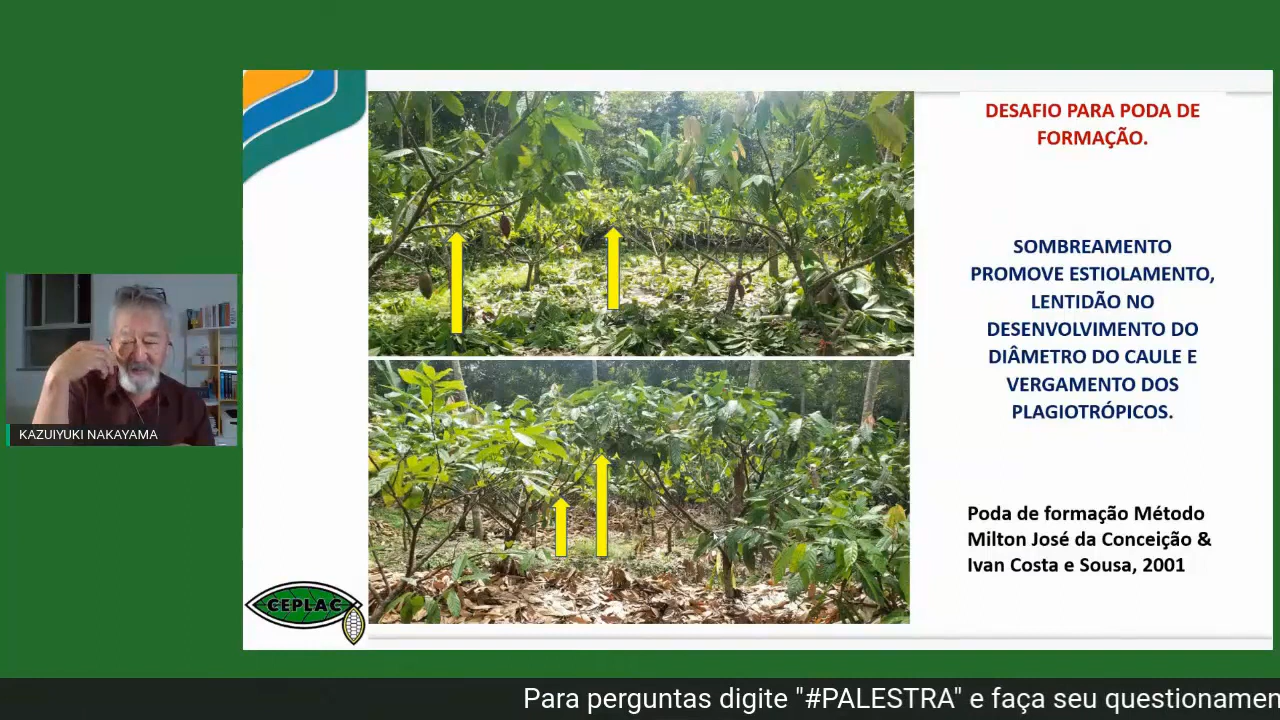 DESAFIO PARA PODA DE
FORMAÇÃO.
SOMBREAMENTO
PROMOVE ESTIOLAMENTO,
LENTIDÃO NO
DESENVOLVIMENTO DO
DIÂMETRO DO CAULE E
VERGAMENTO DOS
PLAGIOTRÓPICOS.
Poda de formação Método
Milton José da Conceição &
Ivan Costa e Sousa, 2001
KAZUIYUKI NAKAYAMA
CEPLAC
Para perguntas digite "#PALESTRA" e faça seu questionamen